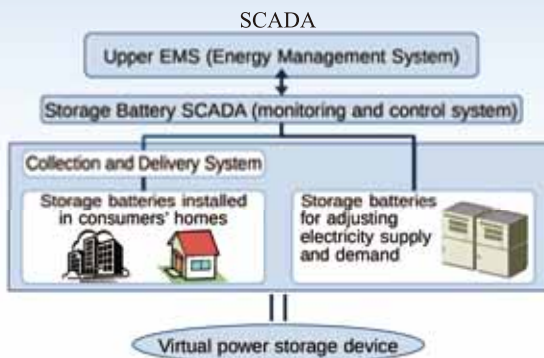 SCADA
Upper EMS (Energy Management System)
Storage Battery SCADA (monitoring and control system)
Collection and Delivery System
Storage batteries installed
in consumers' homes
Storage batteries
for adjusting
electricity supply
and demand
Virtual power storage device